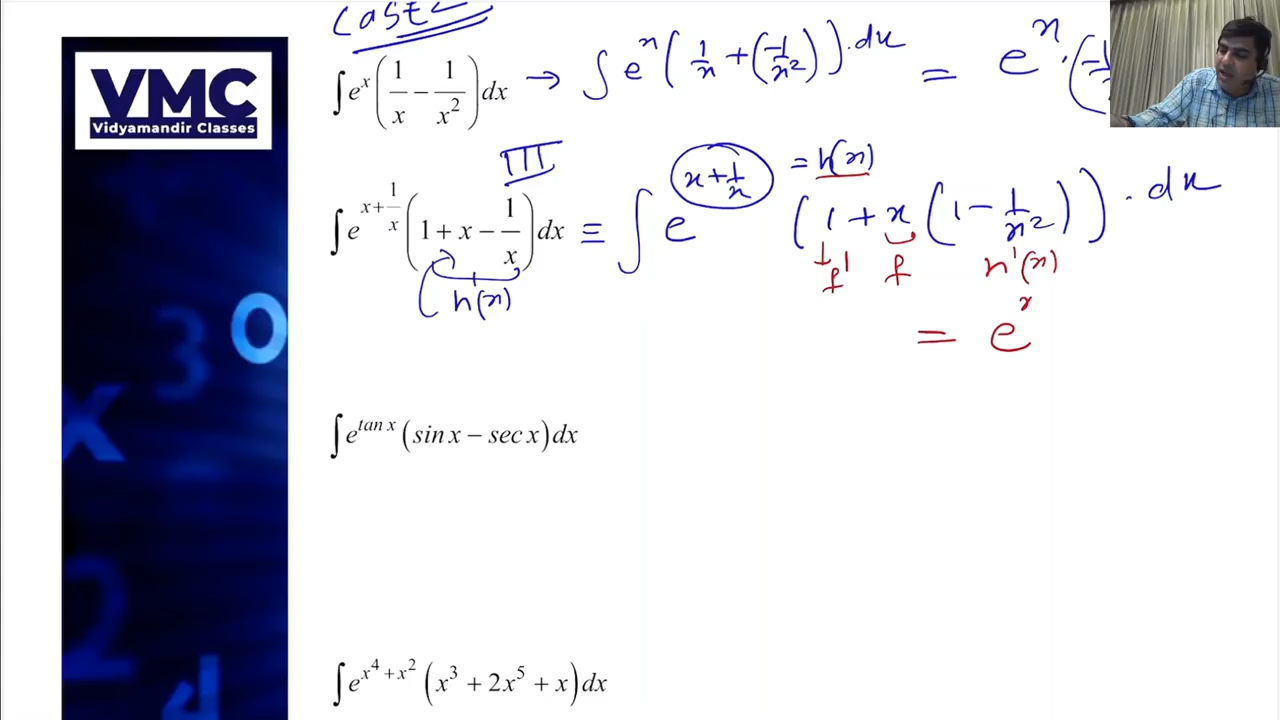 CASE 2
∫ e^x (1/x − 1/x²) dx → ∫ e^x (1/x + (−1/x²)) . dx = e^x . (−1/
VMC
Vidyamandir Classes
III
∫ e^(x+1/x) (1 + x − 1/x) dx ≡ ∫ e^(x+1/x) = h(x) (1 + x (1 − 1/x²)) . dx
h(x)
f' f h'(x)
= e^x
∫ e^(tan x) (sin x − sec x) dx
∫ e^(x⁴+x²) (x³ + 2x⁵ + x) dx